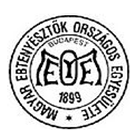 MAGYAR EBTENYÉSZTŐK ORSZÁGOS EGYESÜLETE
BUDAPEST
MEOE
1899